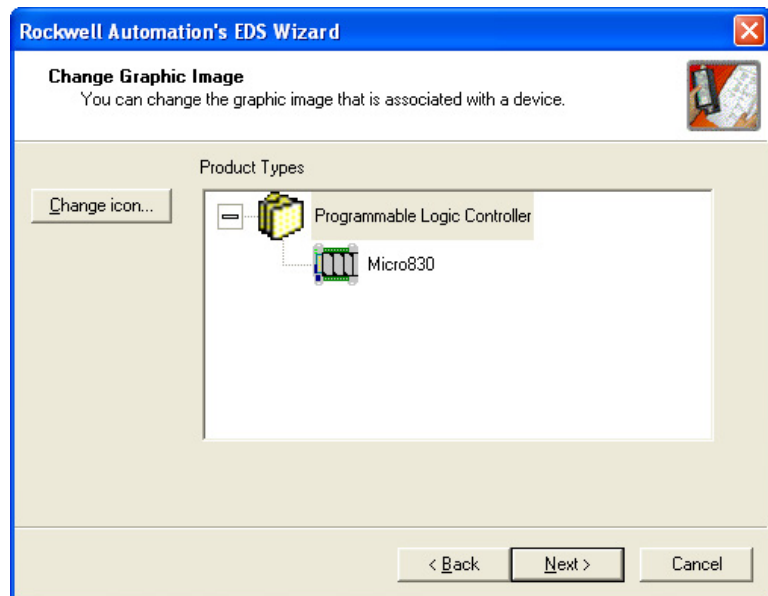 Rockwell Automation's EDS Wizard
Change Graphic Image
You can change the graphic image that is associated with a device.
Product Types
Change icon...
Programmable Logic Controller
Micro830
< Back
Next >
Cancel